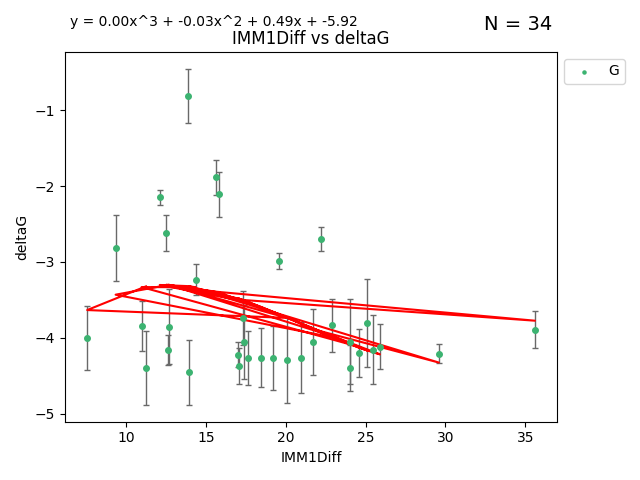 y = 0.00x^3 + -0.03x^2 + 0.49x + -5.92
N = 34
IMM1Diff vs deltaG
G
deltaG
−1
−2
−3
−4
−5
10 15 20 25 30 35
IMM1Diff